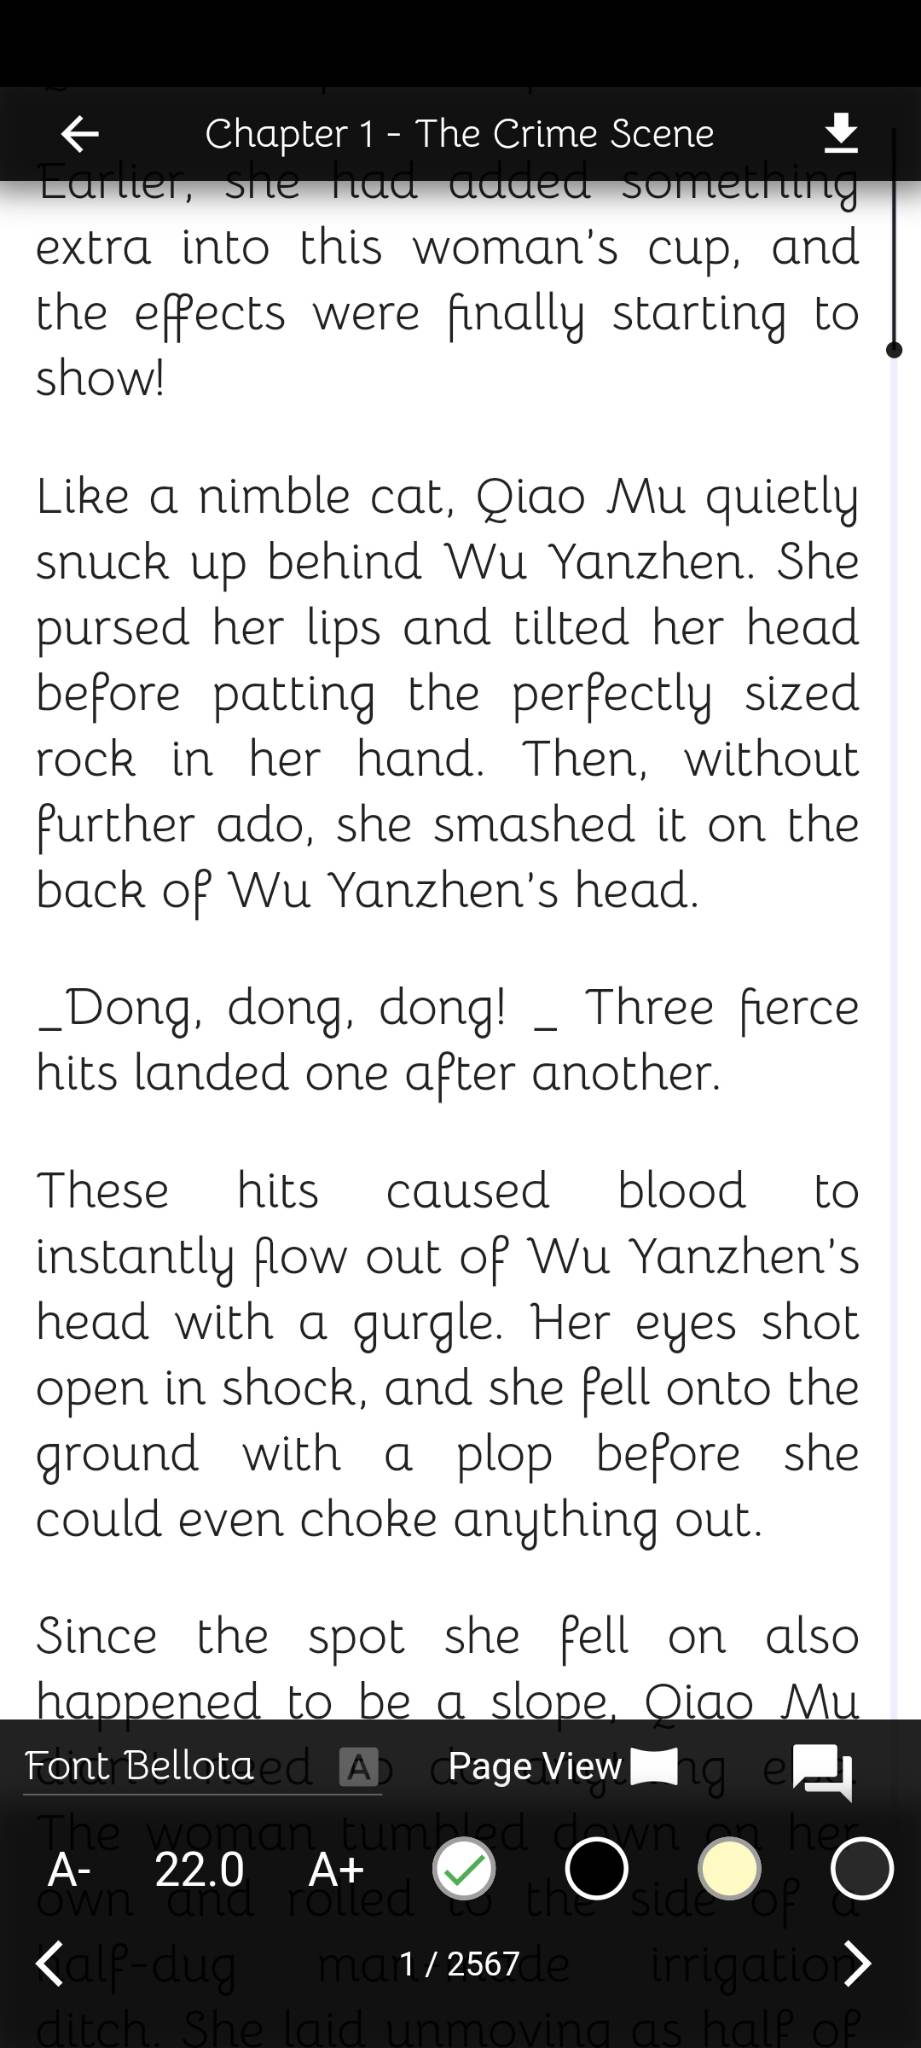 Chapter 1 - The Crime Scene
Earlier, she had added something
extra into this woman's cup, and
the effects were finally starting to
show!
Like a nimble cat, Qiao Mu quietly
snuck up behind Wu Yanzhen. She
pursed her lips and tilted her head
before patting the perfectly sized
rock in her hand. Then, without
further ado, she smashed it on the
back of Wu Yanzhen's head.
_Dong, dong, dong! _ Three fierce
hits landed one after another.
These hits caused blood to
instantly flow out of Wu Yanzhen's
head with a gurgle. Her eyes shot
open in shock, and she fell onto the
ground with a plop before she
could even choke anything out.
Since the spot she fell on also
happened to be a slope, Qiao Mu
Font Bellota A Page View
The woman tumbled down on her
A- 22.0 A+
own and rolled to the side of a
half-dug man-made irrigation
1 / 2567
ditch. She laid unmoving as half of